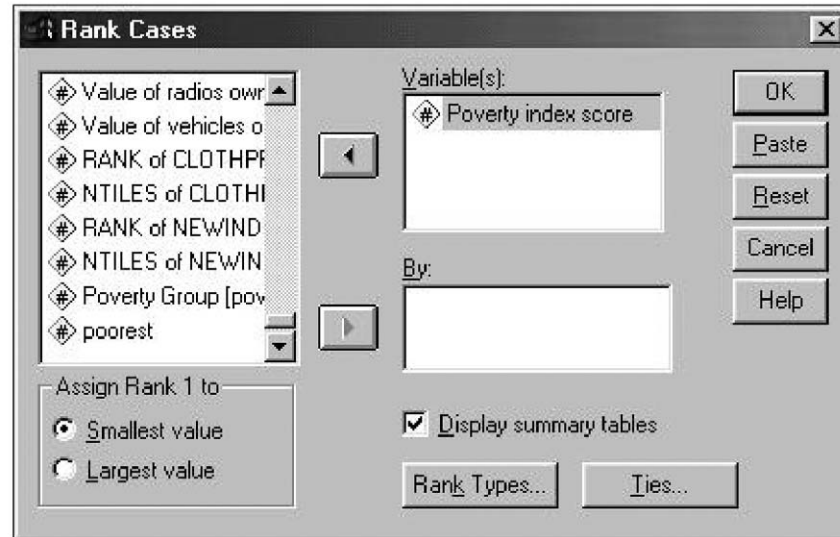 Rank Cases
Value of radios owr
Value of vehicles o
RANK of CLOTHPF
NTILES of CLOTHI
RANK of NEWIND
NTILES of NEWIN
Poverty Group [pov
poorest
Assign Rank 1 to
Smallest value
Largest value
Variable(s):
Poverty index score
By:
Display summary tables
Rank Types...
Ties...
OK
Paste
Reset
Cancel
Help